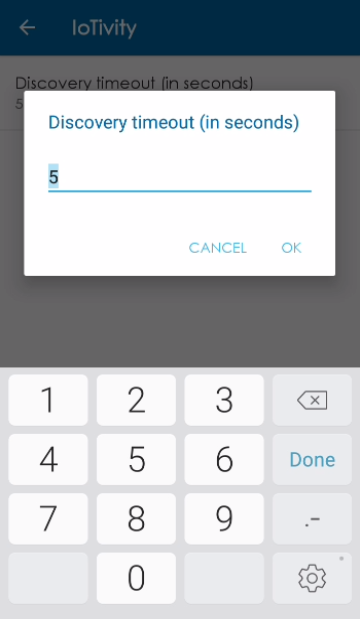 IoTivity
Discovery timeout (in seconds)
5
Discovery timeout (in seconds)
5
CANCEL OK
1 2 3
4 5 6 Done
7 8 9 .-
0